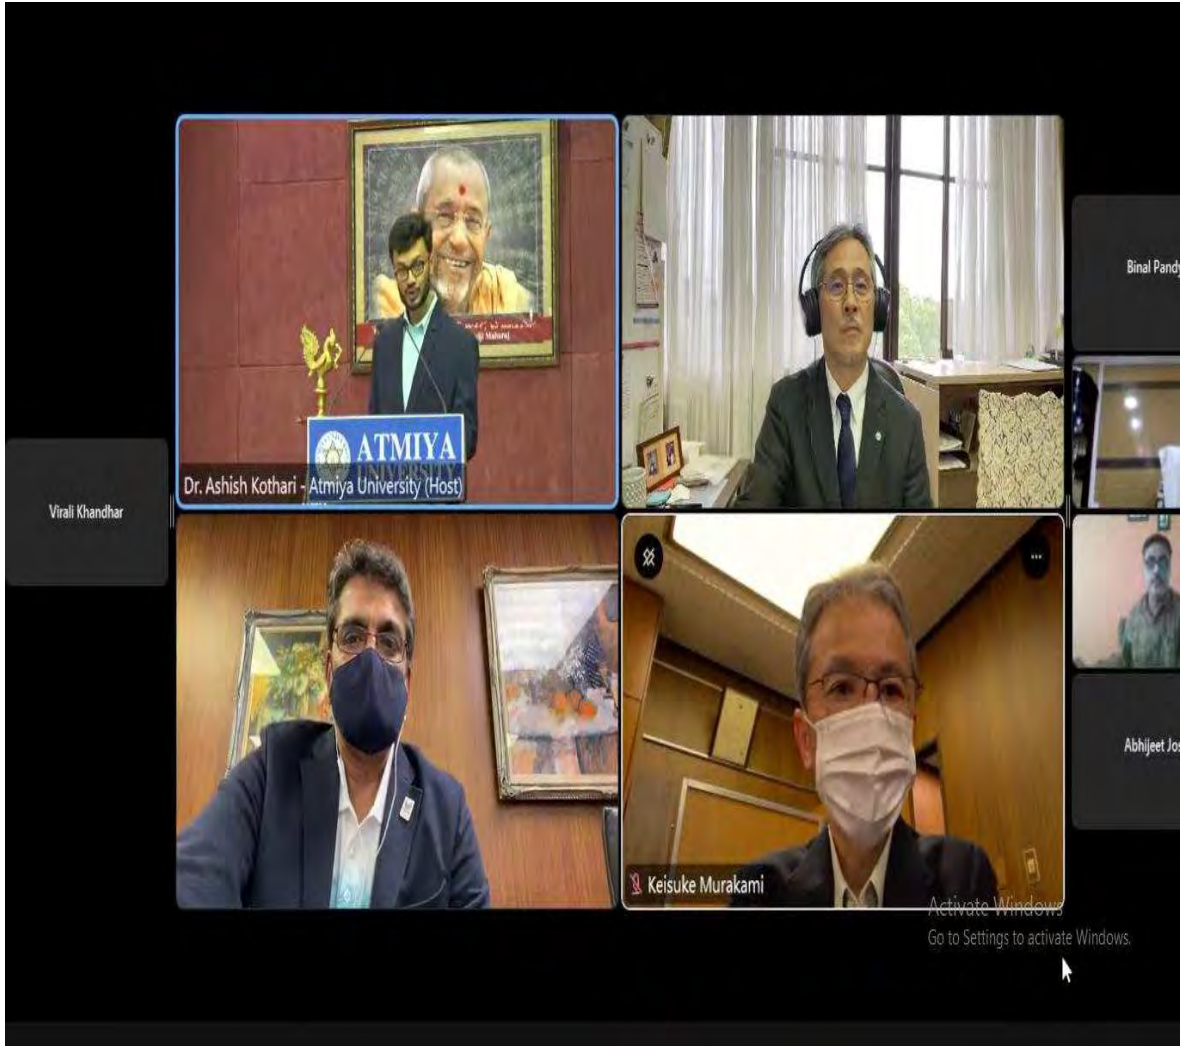 Virali Khandhar
ATMIYA
UNIVERSITY
Dr. Ashish Kothari - Atmiya University (Host)
Keisuke Murakami
Binal Pandy
Abhijeet Jos
Activate Windows
Go to Settings to activate Windows.